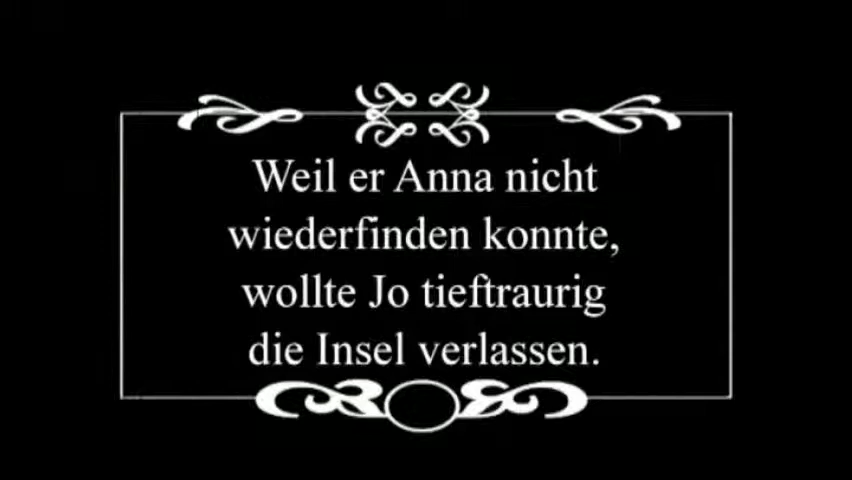 Weil er Anna nicht
wiederfinden konnte,
wollte Jo tieftraurig
die Insel verlassen.